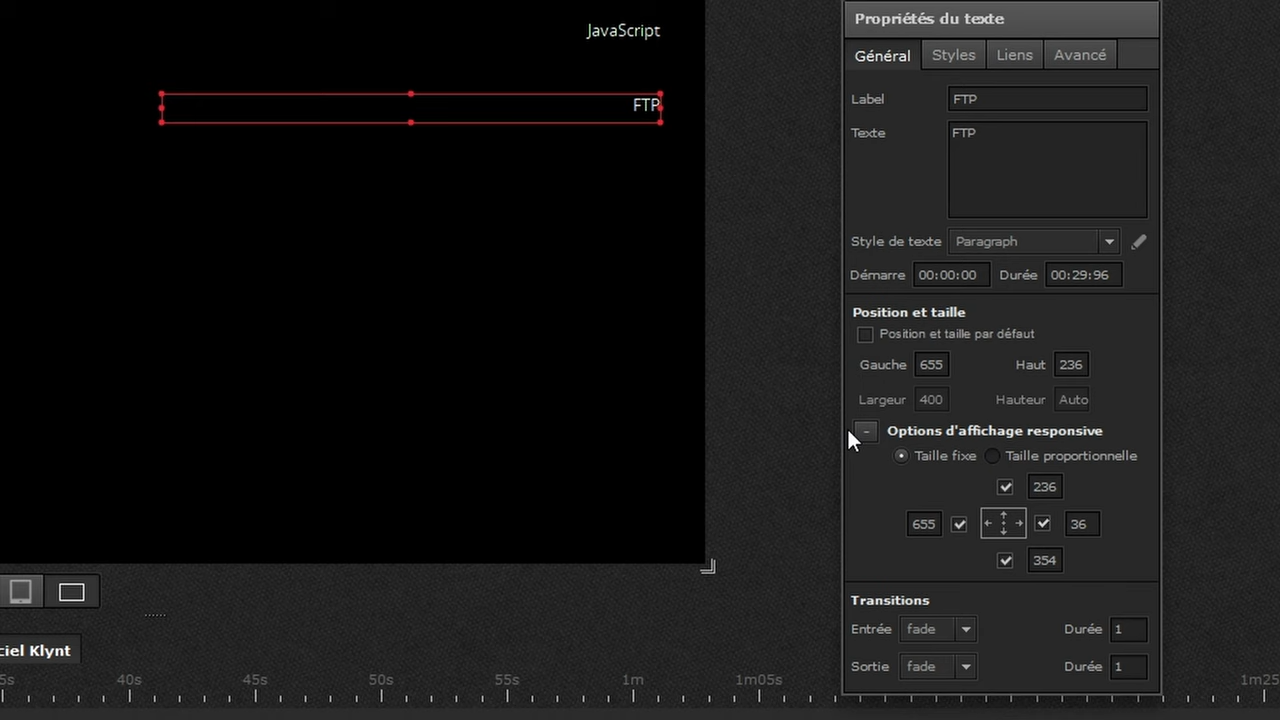 JavaScript
FTP
Propriétés du texte
Général Styles Liens Avancé
Label FTP
Texte FTP
Style de texte Paragraph
Démarre 00:00:00 Durée 00:29:96
Position et taille
Position et taille par défaut
Gauche 655 Haut 236
Largeur 400 Hauteur Auto
- Options d'affichage responsive
Taille fixe Taille proportionnelle
236
655 36
354
Transitions
Entrée fade Durée 1
Sortie fade Durée 1
ciel Klynt
5s 40s 45s 50s 55s 1m 1m05s 1m25